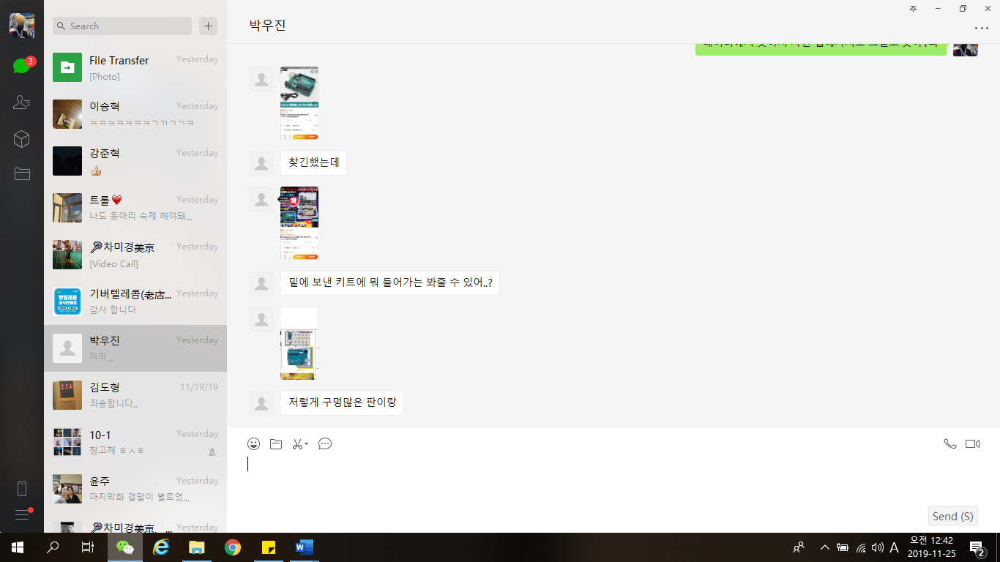 Search
File Transfer
Yesterday
[Photo]
이승혁
Yesterday
강준혁
Yesterday
트롤
Yesterday
나도 동아리 숙제 해야돼...
차미경美京
Yesterday
[Video Call]
기버텔레콤(老店...
Yesterday
감사 합니다
박우진
Yesterday
아하,,,
김도형
11/19/19
죄송합니다..
10-1
Yesterday
참고해 ㅎㅅㅎ
윤주
Yesterday
마지막화 결말이 별로였...
차미경美京
Yesterday
3
박우진
찾긴했는데
밑에 보낸 키트에 뭐 들어가는 봐줄 수 있어..?
저렇게 구멍많은 판이랑
Send (S)
A
오전 12:42
2019-11-25
2